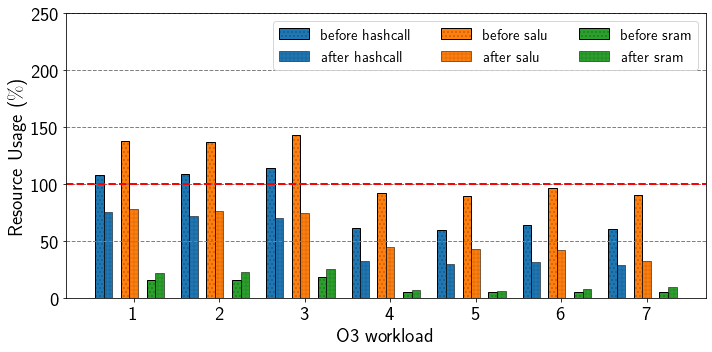 250
200
150
100
50
0
Resource Usage (%)
before hashcall
after hashcall
before salu
after salu
before sram
after sram
1 2 3 4 5 6 7
O3 workload